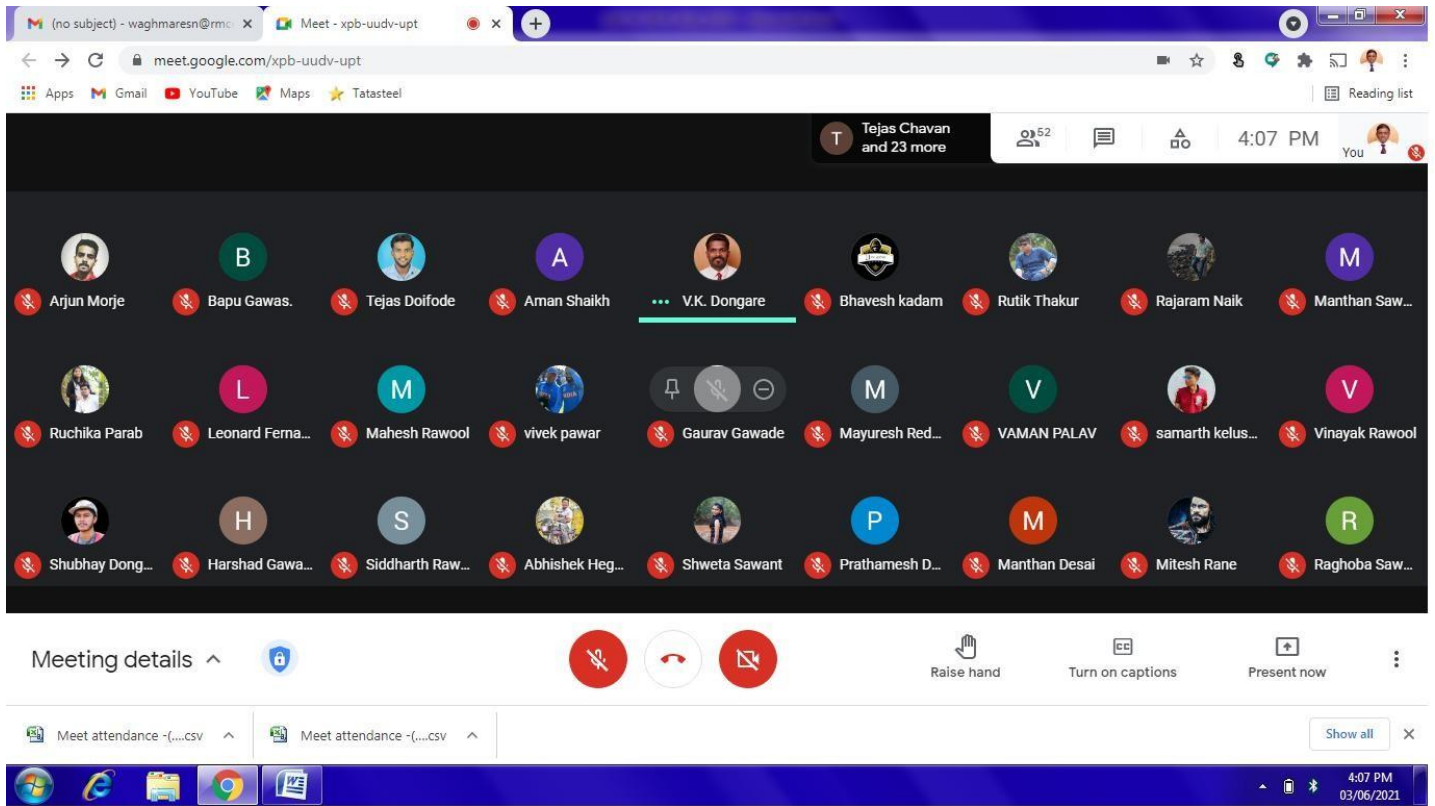 (no subject) - waghmaresn@rmc
Meet - xpb-uudv-upt
meet.google.com/xpb-uudv-upt
Apps Gmail YouTube Maps Tatasteel Reading list
T Tejas Chavan
and 23 more
52
4:07 PM
You
B A M
Arjun Morje Bapu Gawas. Tejas Doifode Aman Shaikh V.K. Dongare Bhavesh kadam Rutik Thakur Rajaram Naik Manthan Saw...
L M M V V
Ruchika Parab Leonard Ferna... Mahesh Rawool vivek pawar Gaurav Gawade Mayuresh Red... VAMAN PALAV samarth kelus... Vinayak Rawool
H S P M R
Shubhay Dong... Harshad Gawa... Siddharth Raw... Abhishek Heg... Shweta Sawant Prathamesh D... Manthan Desai Mitesh Rane Raghoba Saw...
Meeting details
Raise hand
CC
Turn on captions
Present now
Meet attendance -(....csv Meet attendance -(....csv Show all
4:07 PM
03/06/2021